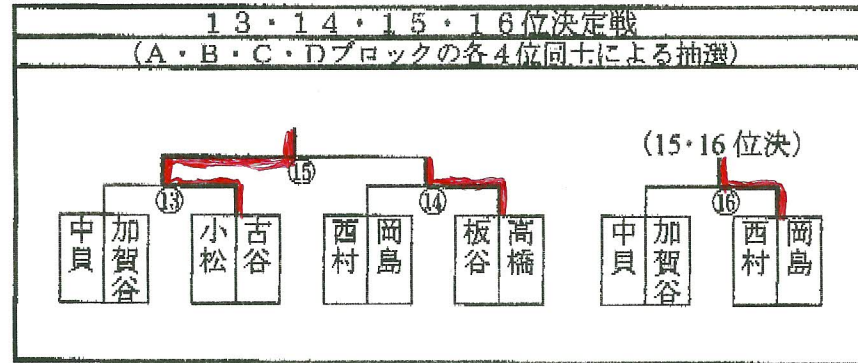 13・14・15・16位決定戦
(A・B・C・Dブロックの各4位同士による抽選)
(15・16位決)
⑮
⑬
⑭
⑯
中貝
加賀谷
小松
古谷
西村
岡島
板谷
高橋
中貝
加賀谷
西村
岡島